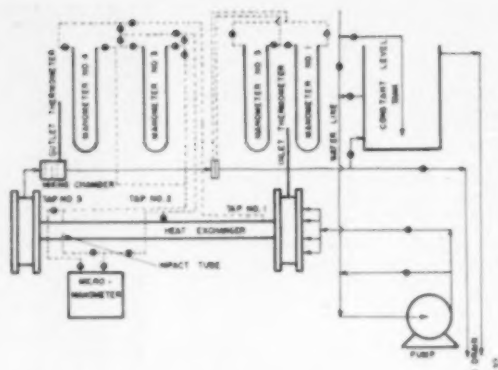 OUTLET THERMOMETER
MANOMETER NO. 4
MANOMETER NO. 5
MANOMETER NO. 3
INLET THERMOMETER
MANOMETER NO. 1
WATER LINE
CONSTANT LEVEL
TANK
MIXING CHAMBER
TAP NO. 3
TAP NO. 2
TAP NO. 1
HEAT EXCHANGER
IMPACT TUBE
MICRO-
MANOMETER
PUMP
DRAIN